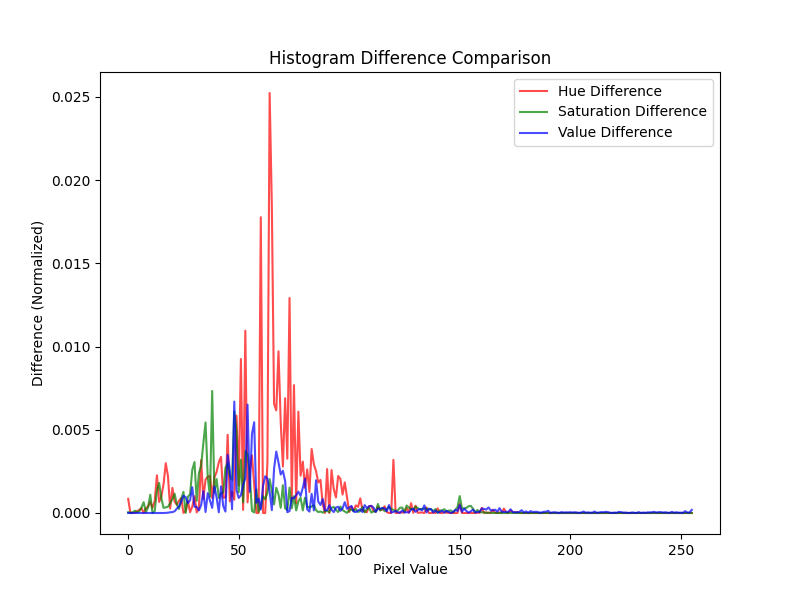 Histogram Difference Comparison
Hue Difference
Saturation Difference
Value Difference
0.025
0.020
0.015
0.010
0.005
0.000
Difference (Normalized)
0 50 100 150 200 250
Pixel Value